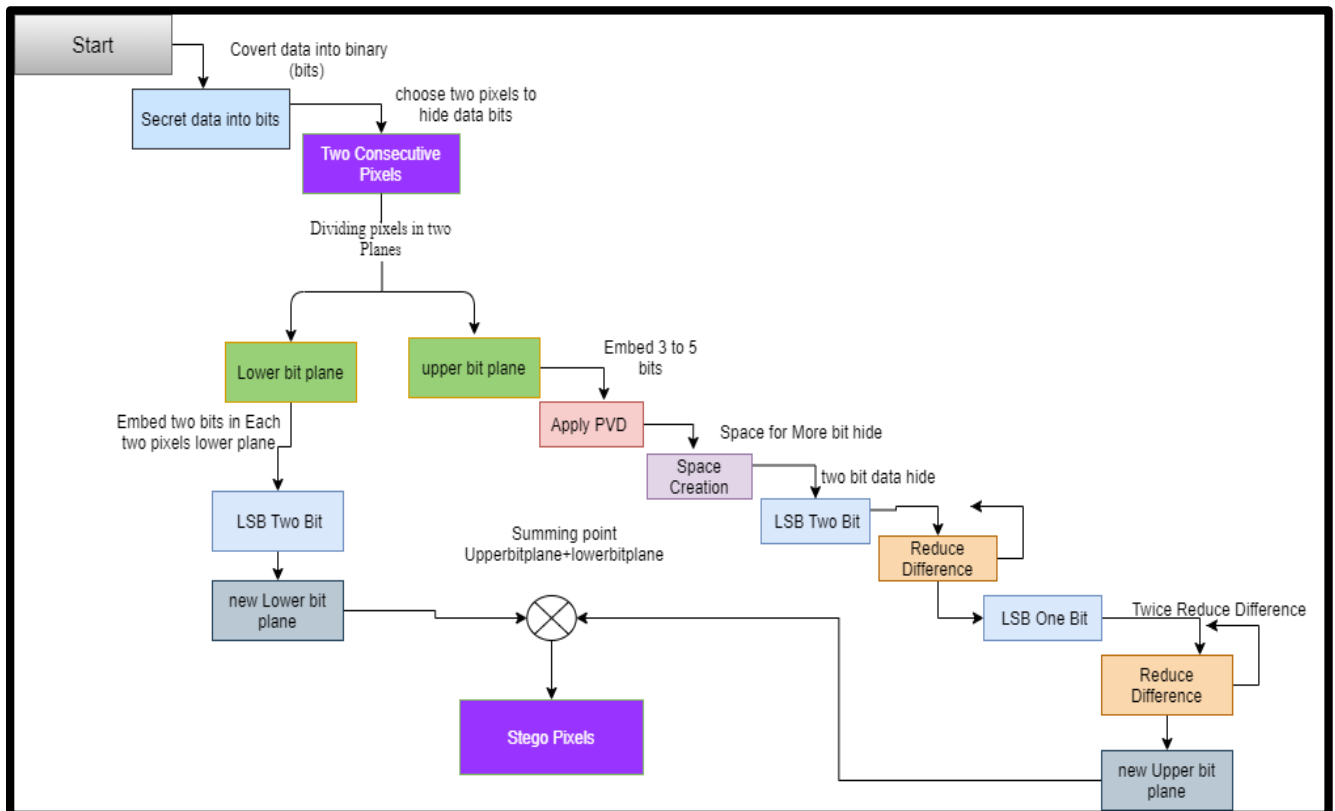 Start
Covert data into binary
(bits)
Secret data into bits
choose two pixels to
hide data bits
Two Consecutive
Pixels
Dividing pixels in two
Planes
Lower bit plane
upper bit plane
Embed 3 to 5
bits
Embed two bits in Each
two pixels lower plane
Apply PVD
Space for More bit hide
Space
Creation
two bit data hide
LSB Two Bit
LSB Two Bit
Summing point
Upperbitplane+lowerbitplane
Reduce
Difference
new Lower bit
plane
LSB One Bit
Twice Reduce Difference
Reduce
Difference
Stego Pixels
new Upper bit
plane